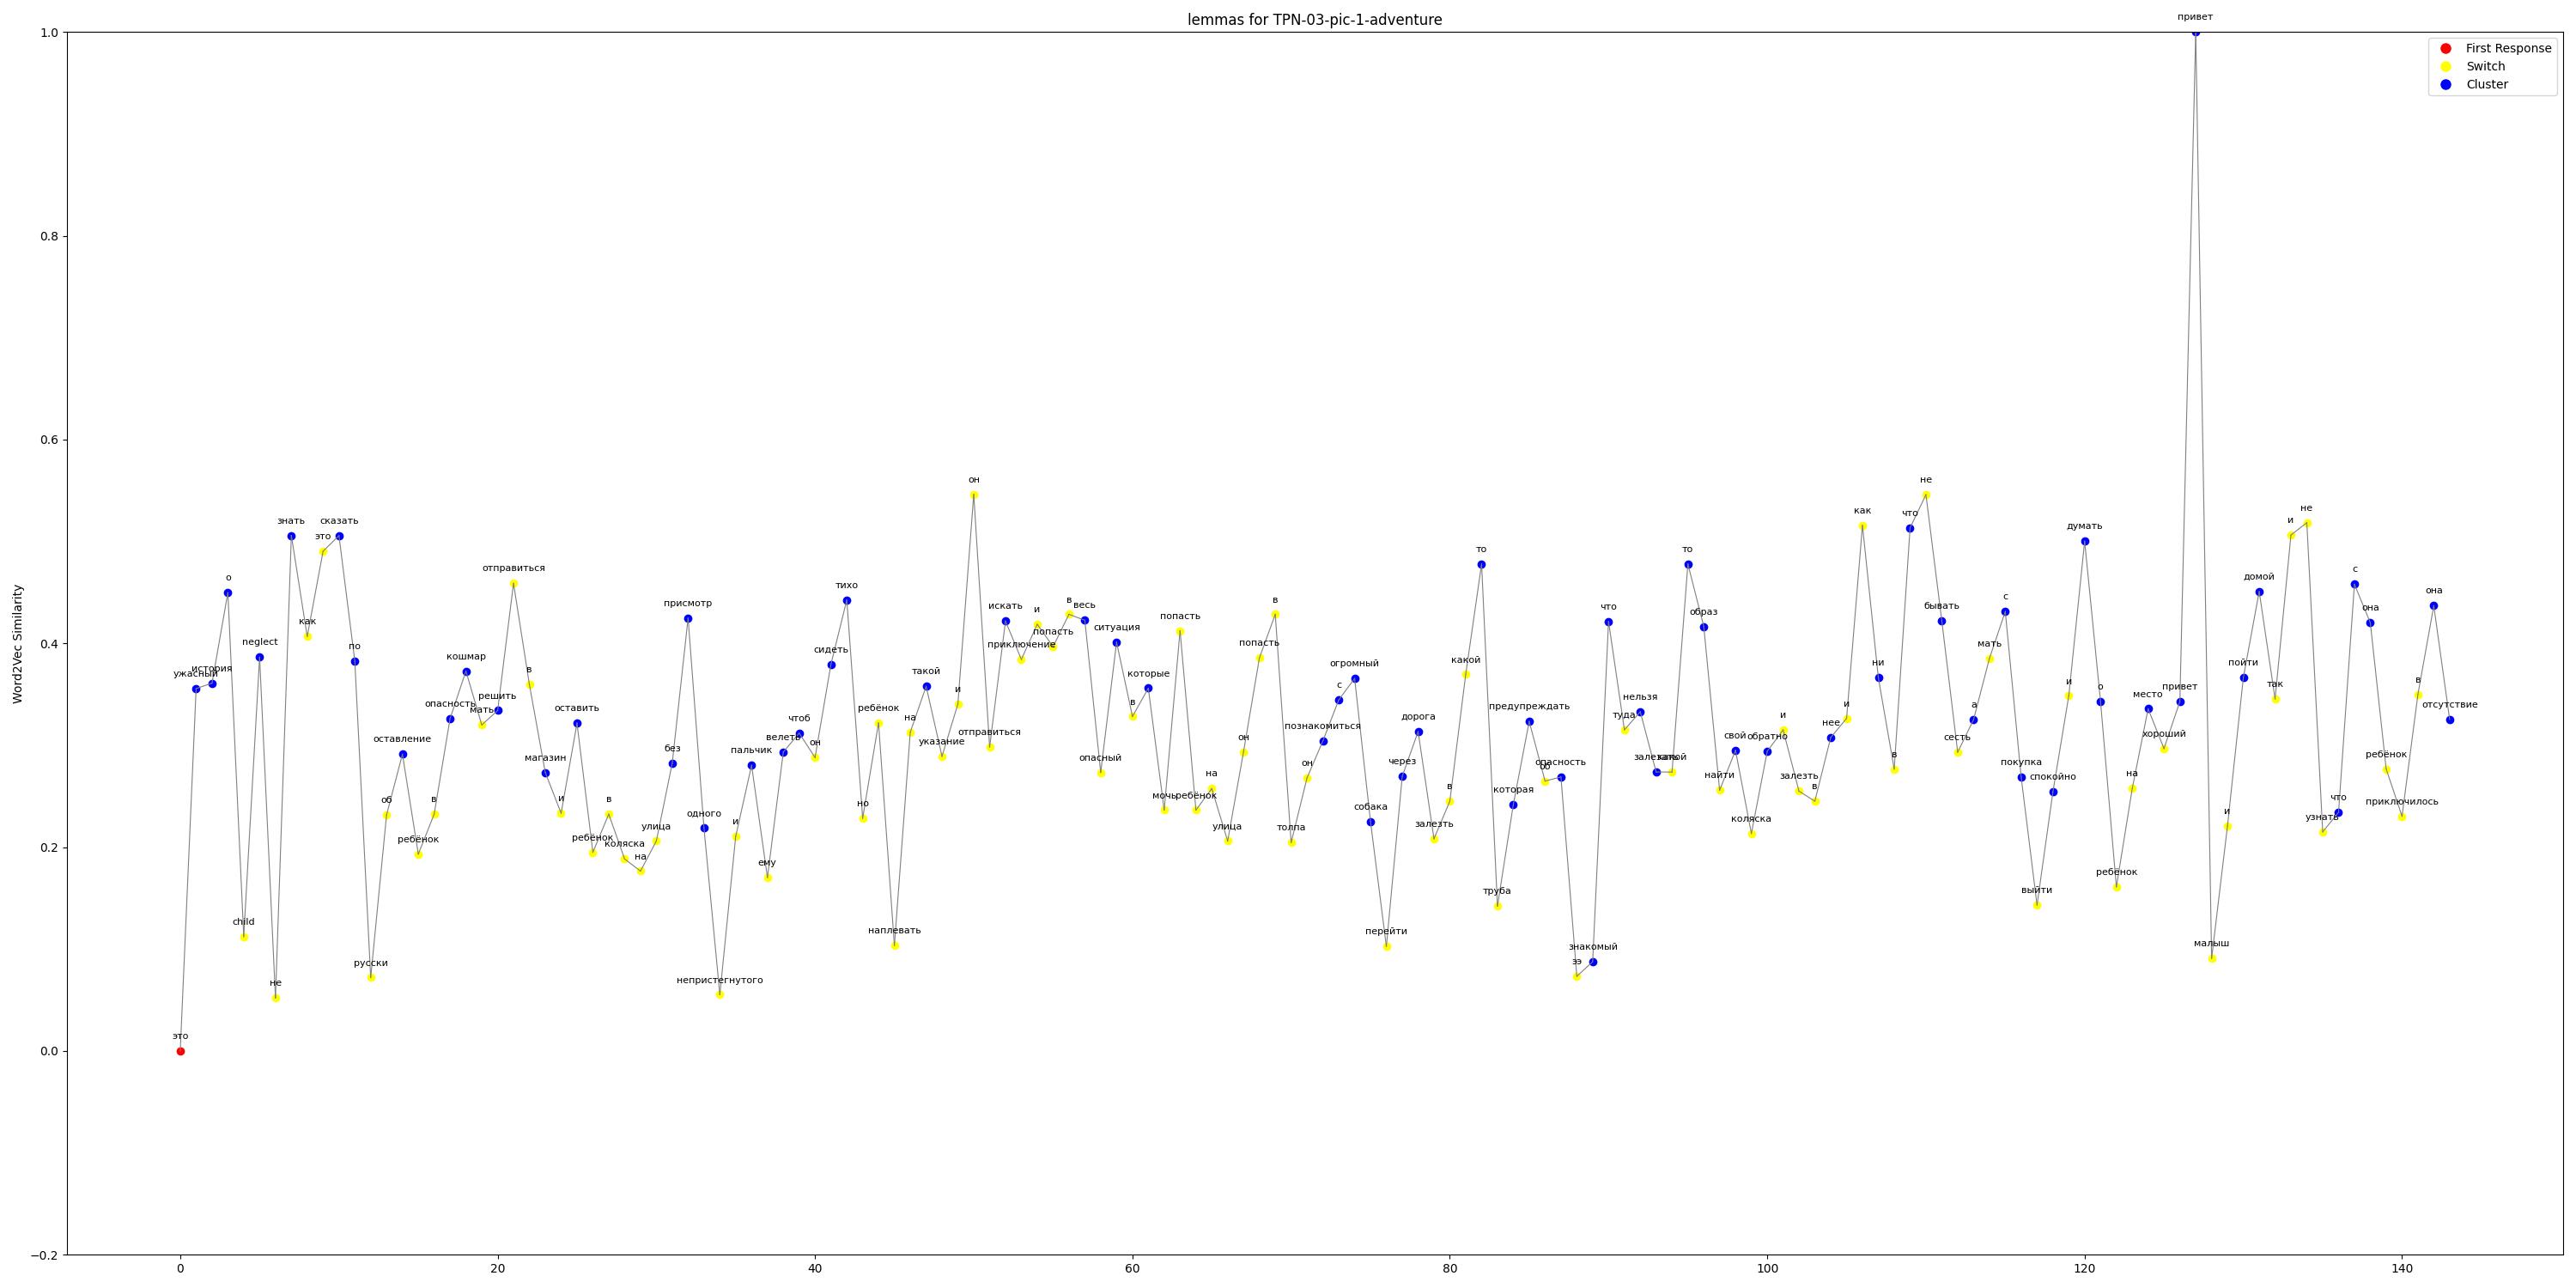 lemmas for TPN-03-pic-1-adventure
First Response
Switch
Cluster
Word2Vec Similarity
1.0
0.8
0.6
0.4
0.2
0.0
−0.2
это
ужасный
история
о
child
neglect
не
знать
как
это
сказать
по
русски
об
оставление
ребёнок
в
опасность
кошмар
мать
решить
отправиться
в
магазин
и
оставить
ребёнок
в
коляска
на
улица
без
присмотр
одного
непристегнутого
и
пальчик
ему
велеть
чтоб
он
сидеть
тихо
но
ребёнок
наплевать
на
такой
указание
и
он
отправиться
искать
приключение
и
попасть
в
весь
опасный
ситуация
в
которые
мочь
попасть
ребёнок
на
улица
он
попасть
в
толпа
он
познакомиться
с
огромный
собака
перейти
через
дорога
залезть
в
какой
то
труба
которая
предупреждать
об
опасность
ээ
знакомый
что
туда
нельзя
залезать
какой
то
образ
найти
свой
коляска
обратно
и
залезть
в
нее
и
как
ни
в
что
не
бывать
сесть
а
мать
с
покупка
выйти
спокойно
и
думать
о
ребенок
на
место
хороший
привет
привет
малыш
и
пойти
домой
так
и
не
узнать
что
с
она
ребёнок
приключилось
в
она
отсутствие
0
20
40
60
80
100
120
140